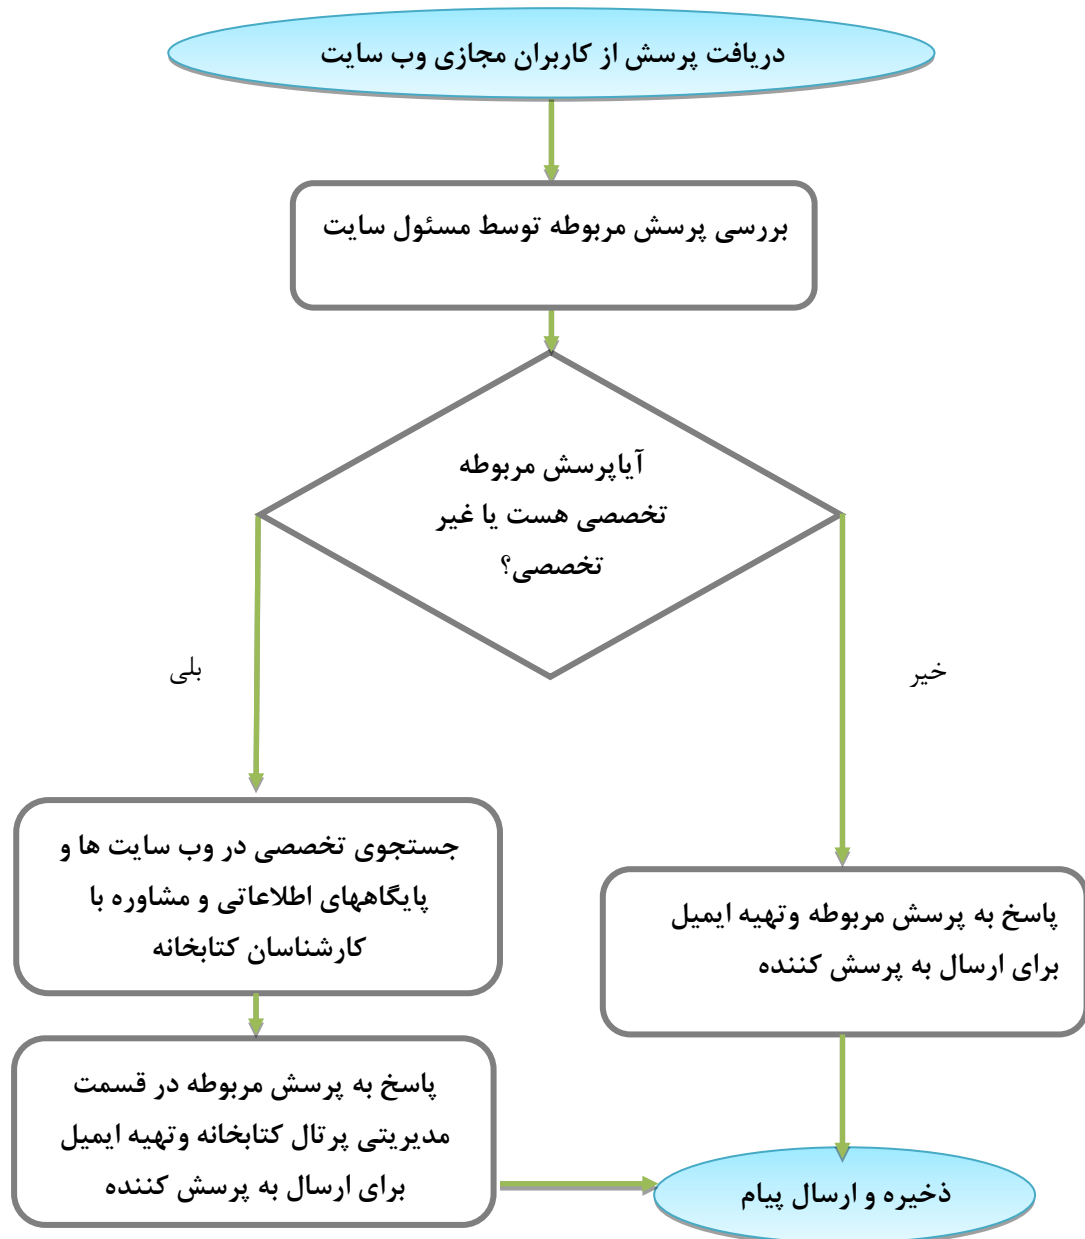 دریافت پرسش از کاربران مجازی وب سایت
بررسی پرسش مربوطه توسط مسئول سایت
آیاپرسش مربوطه
تخصصی هست یا غیر
تخصصی؟
خیر
بلی
جستجوی تخصصی در وب سایت ها و
پایگاههای اطلاعاتی و مشاوره با
کارشناسان کتابخانه
پاسخ به پرسش مربوطه وتهیه ایمیل
برای ارسال به پرسش کننده
پاسخ به پرسش مربوطه در قسمت
مدیریتی پرتال کتابخانه وتهیه ایمیل
برای ارسال به پرسش کننده
ذخیره و ارسال پیام